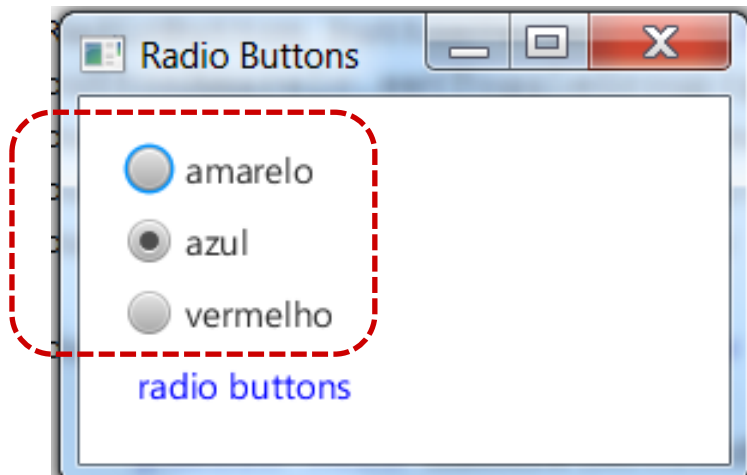 Radio Buttons
amarelo
azul
vermelho
radio buttons